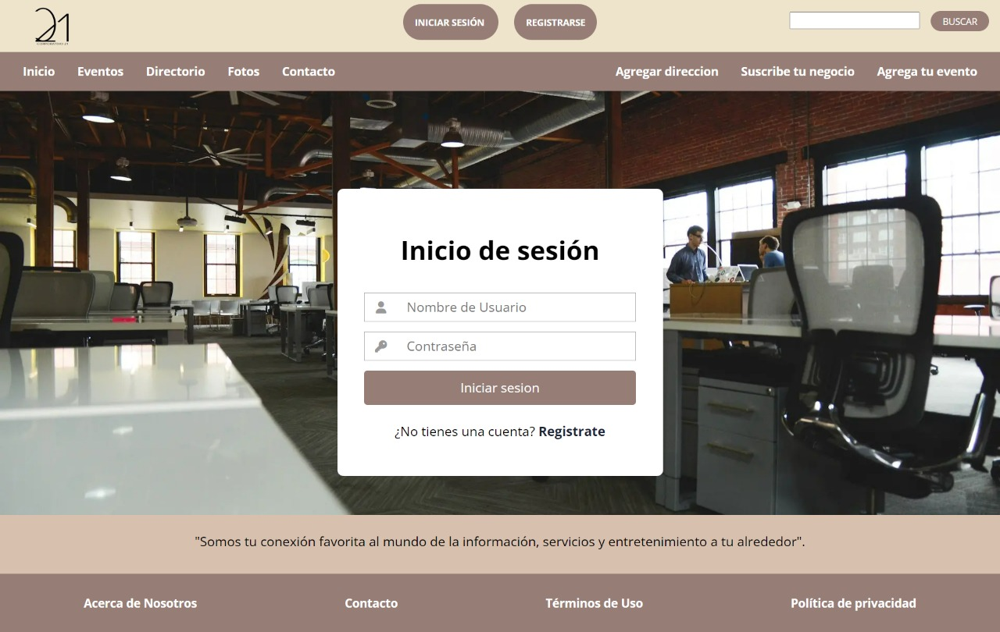 21
INICIAR SESIÓN
REGISTRARSE
BUSCAR
Inicio
Eventos
Directorio
Fotos
Contacto
Agregar direccion
Suscribe tu negocio
Agrega tu evento
Inicio de sesión
Nombre de Usuario
Contraseña
Iniciar sesion
¿No tienes una cuenta? Registrate
"Somos tu conexión favorita al mundo de la información, servicios y entretenimiento a tu alrededor".
Acerca de Nosotros
Contacto
Términos de Uso
Política de privacidad